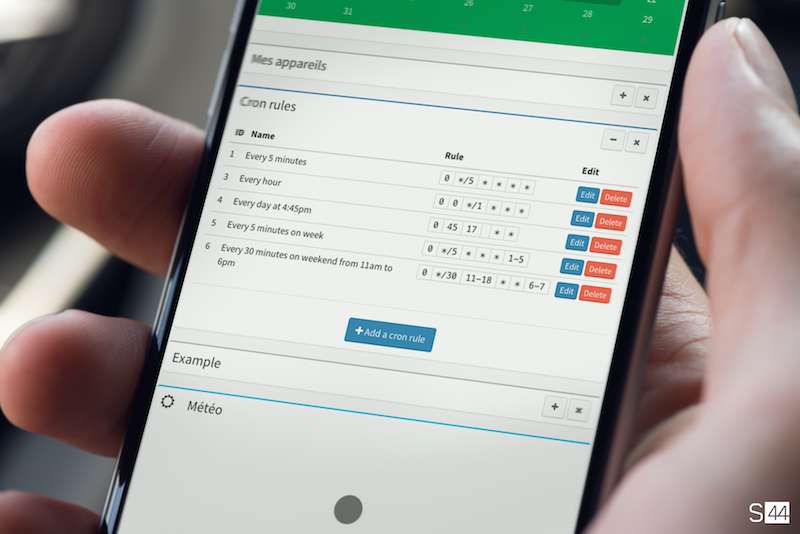 30 31 26 27 28 29
Mes appareils
Cron rules
ID Name Rule Edit
1 Every 5 minutes 0 */5 * * * * Edit Delete
3 Every hour 0 0 */1 * * * Edit Delete
4 Every day at 4:45pm 0 45 17 * * Edit Delete
5 Every 5 minutes on week 0 */5 * * * 1-5 Edit Delete
6 Every 30 minutes on weekend from 11am to 0 */30 11-18 * * 6-7 Edit Delete
6pm
+ Add a cron rule
Example
Météo
S44